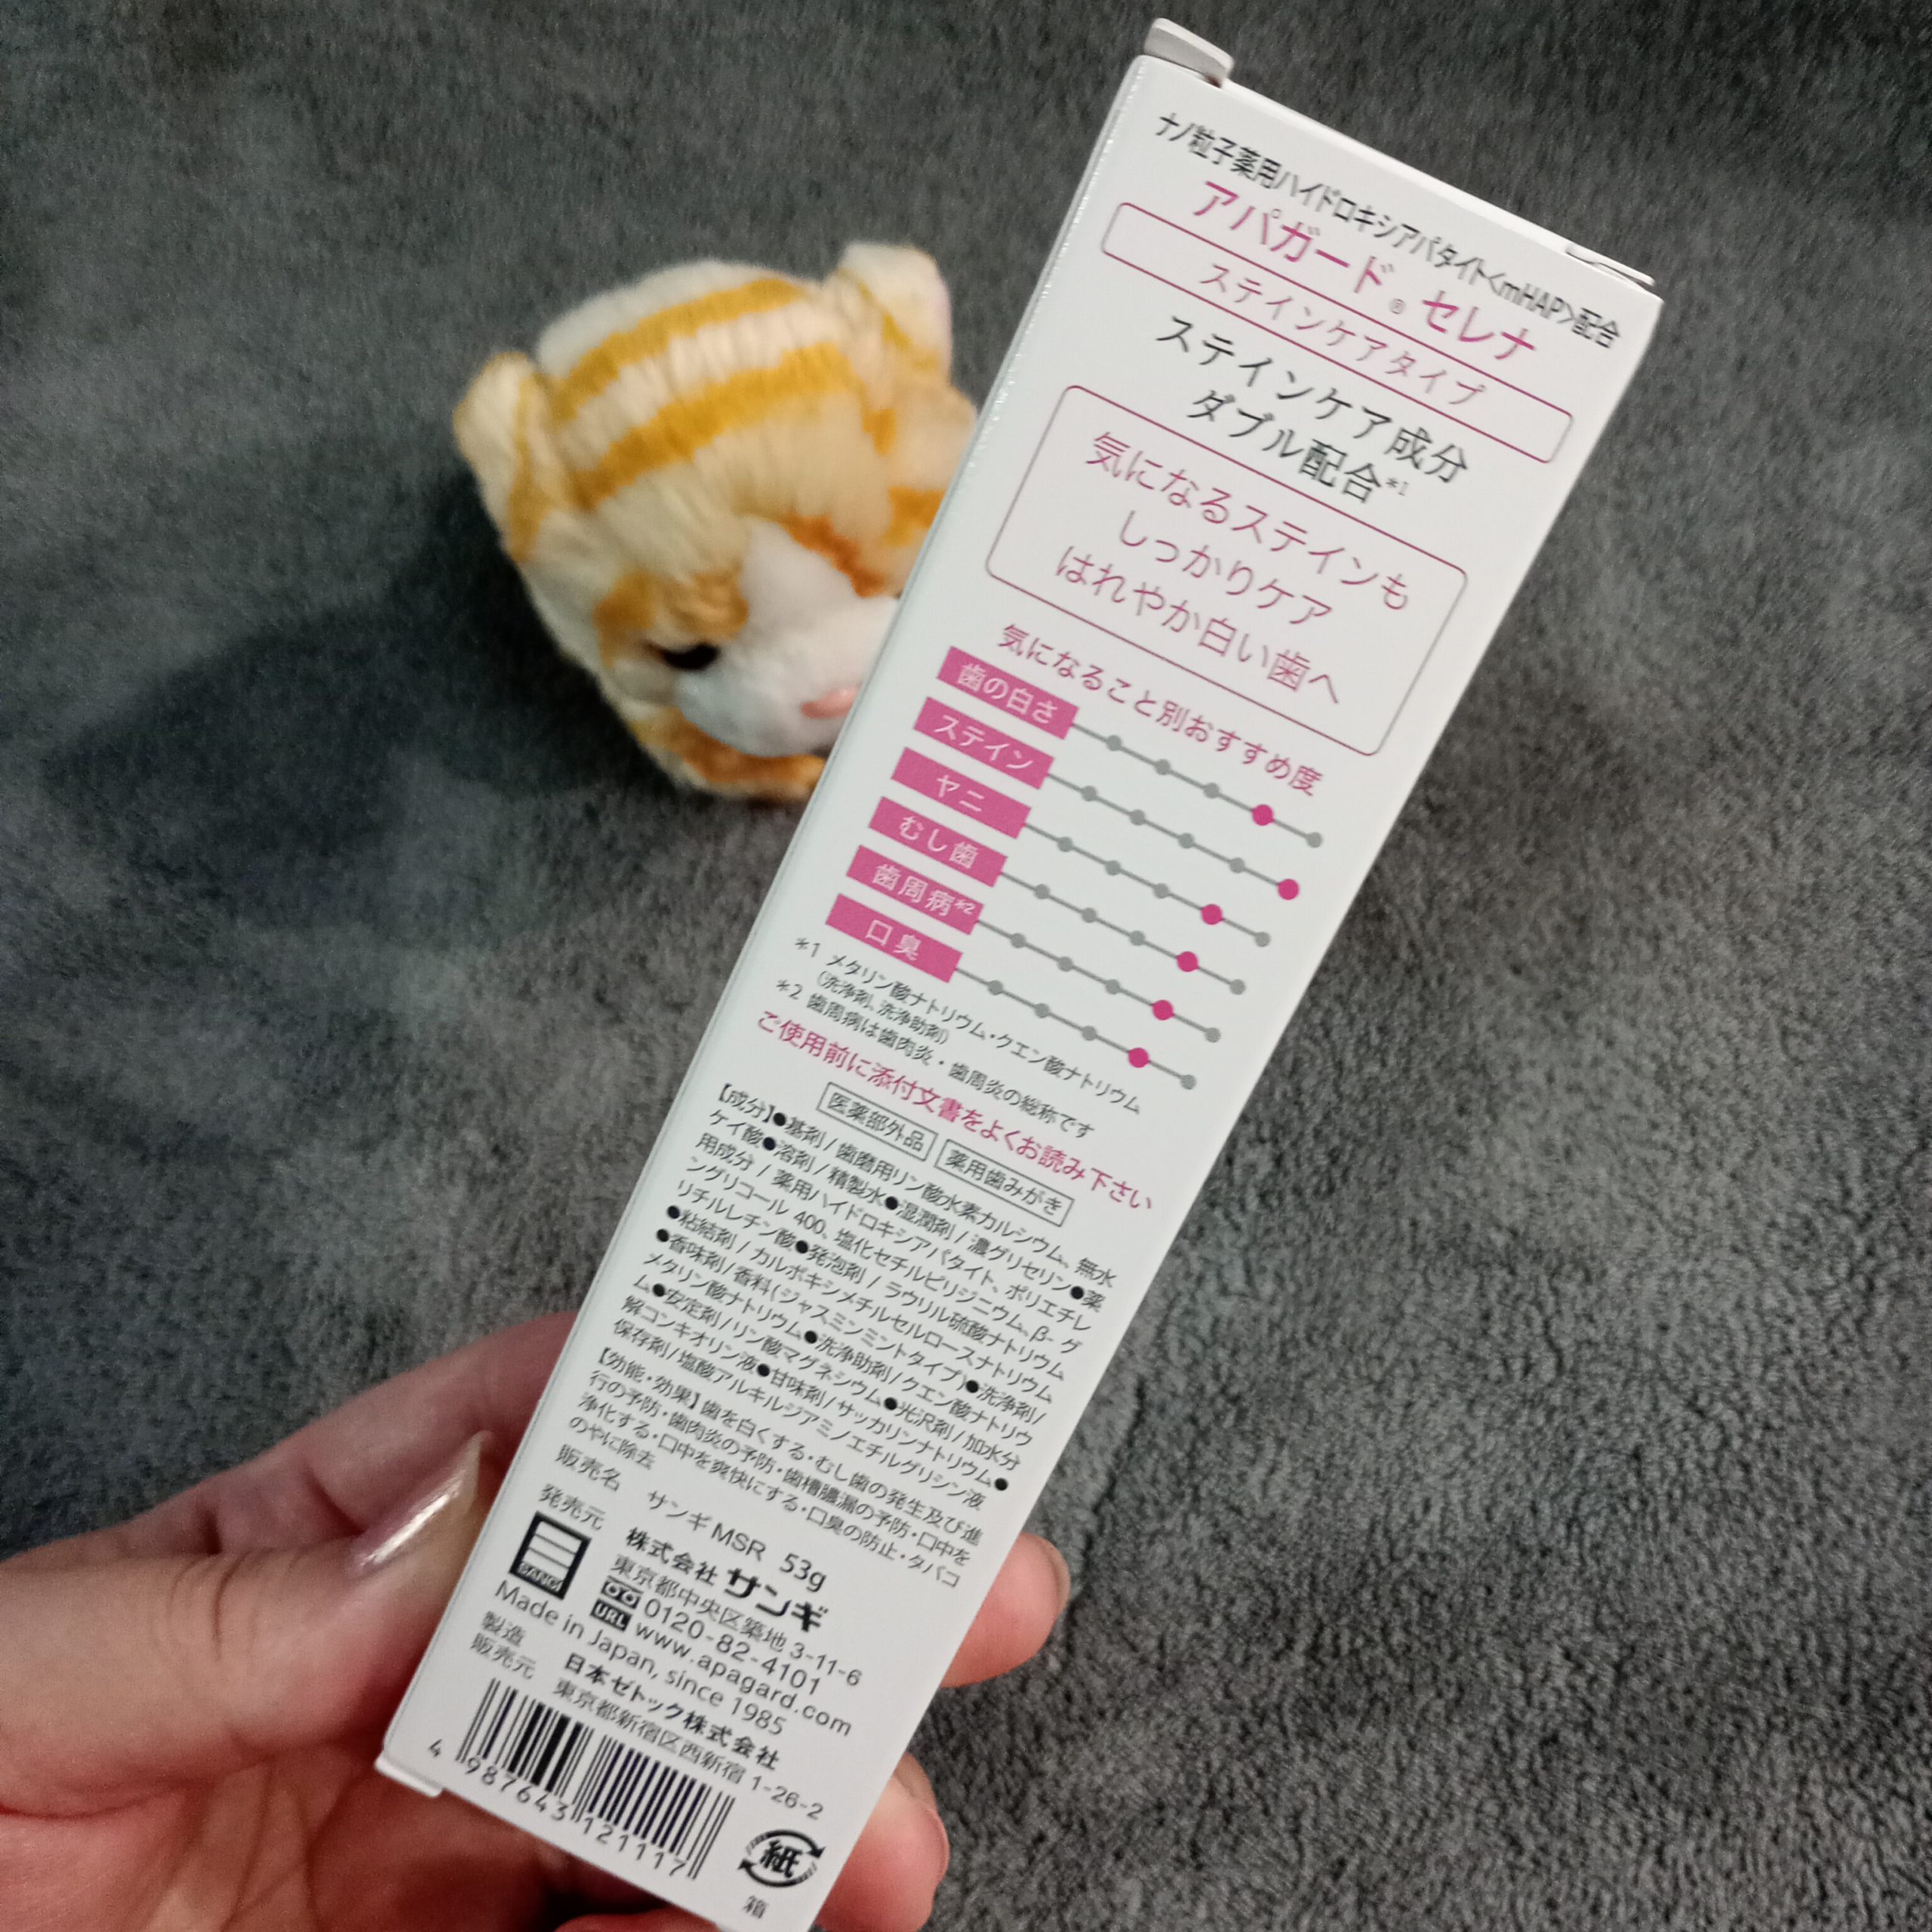 ナノ粒子薬用ハイドロキシアパタイト<mHAP>配合
アパガード®セレナ
ステインケアタイプ
ステインケア成分
ダブル配合*1
気になるステインも
しっかりケア
はれやか白い歯へ
気になること別おすすめ度
歯の白さ
ステイン
ヤニ
むし歯
歯周病*2
口臭
*1 メタリン酸ナトリウム・クエン酸ナトリウム
(洗浄剤、洗浄助剤)
*2 歯周病は歯肉炎・歯周炎の総称です
ご使用前に添付文書をよくお読み下さい
医薬部外品 薬用歯みがき
【成分】●基剤/歯磨用リン酸水素カルシウム、無水
ケイ酸●溶剤/精製水●湿潤剤/濃グリセリン●薬
用成分/薬用ハイドロキシアパタイト、ポリエチレ
ングリコール400、塩化セチルピリジニウム、β-グ
リチルレチン酸●発泡剤/ラウリル硫酸ナトリウム
●粘結剤/カルボキシメチルセルロースナトリウム
●香味剤/香料(ジャスミンミントタイプ)●洗浄剤/
メタリン酸ナトリウム●洗浄助剤/クエン酸ナトリウ
ム●安定剤/リン酸マグネシウム●光沢剤/加水分
解コンキオリン液●甘味剤/サッカリンナトリウム●
保存剤/塩酸アルキルジアミノエチルグリシン液
【効能・効果】歯を白くする・むし歯の発生及び進
行の予防・歯肉炎の予防・歯槽膿漏の予防・口中を
浄化する・口中を爽快にする・口臭の防止・タバコ
のやに除去
販売名 サンギMSR 53g
発売元 株式会社サンギ
SANGI
東京都中央区築地3-11-6
0120-82-4101
URL www.apagard.com
Made in Japan, since 1985
製造
販売元 日本ゼトック株式会社
東京都新宿区西新宿1-26-2
4 987643 121117
紙
箱